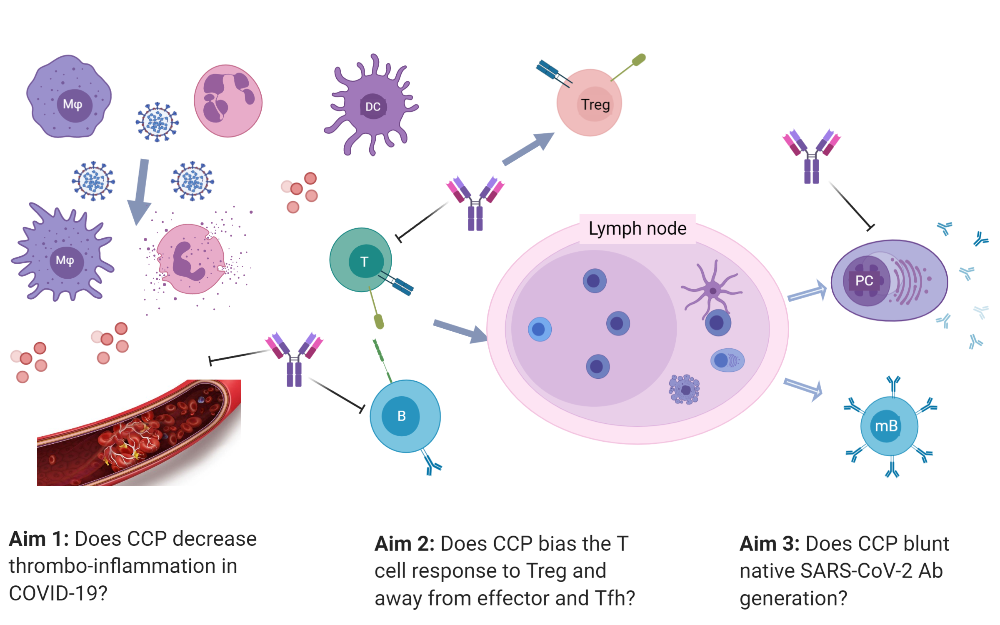 Mφ
DC
Treg
Mφ
T
Lymph node
PC
B
mB
Aim 1: Does CCP decrease
thrombo-inflammation in
COVID-19?
Aim 2: Does CCP bias the T
cell response to Treg and
away from effector and Tfh?
Aim 3: Does CCP blunt
native SARS-CoV-2 Ab
generation?